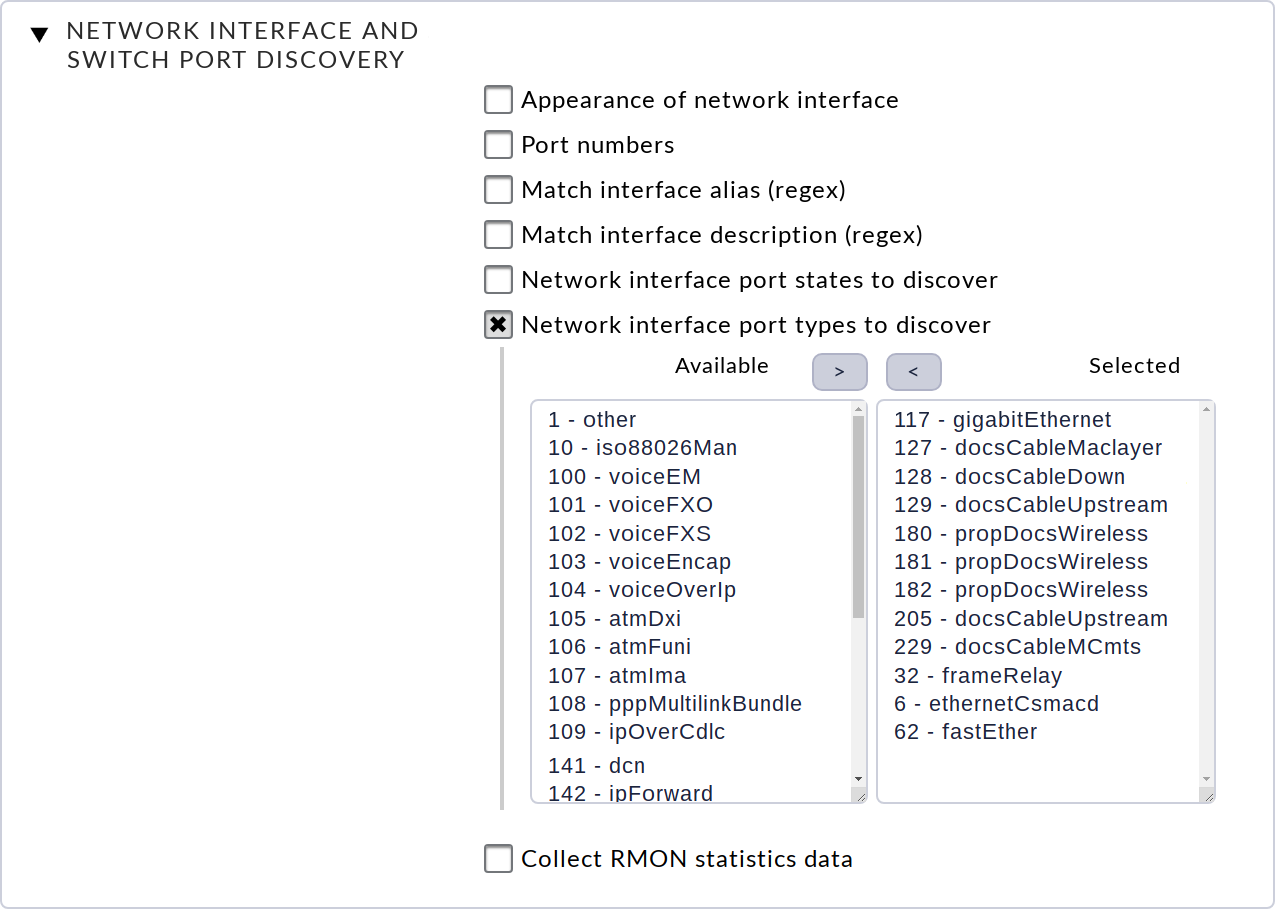 NETWORK INTERFACE AND
SWITCH PORT DISCOVERY
Appearance of network interface
Port numbers
Match interface alias (regex)
Match interface description (regex)
Network interface port states to discover
Network interface port types to discover
Available > < Selected
1 - other
10 - iso88026Man
100 - voiceEM
101 - voiceFXO
102 - voiceFXS
103 - voiceEncap
104 - voiceOverIp
105 - atmDxi
106 - atmFuni
107 - atmIma
108 - pppMultilinkBundle
109 - ipOverCdlc
141 - dcn
142 - ipForward
117 - gigabitEthernet
127 - docsCableMaclayer
128 - docsCableDown
129 - docsCableUpstream
180 - propDocsWireless
181 - propDocsWireless
182 - propDocsWireless
205 - docsCableUpstream
229 - docsCableMCmts
32 - frameRelay
6 - ethernetCsmacd
62 - fastEther
Collect RMON statistics data